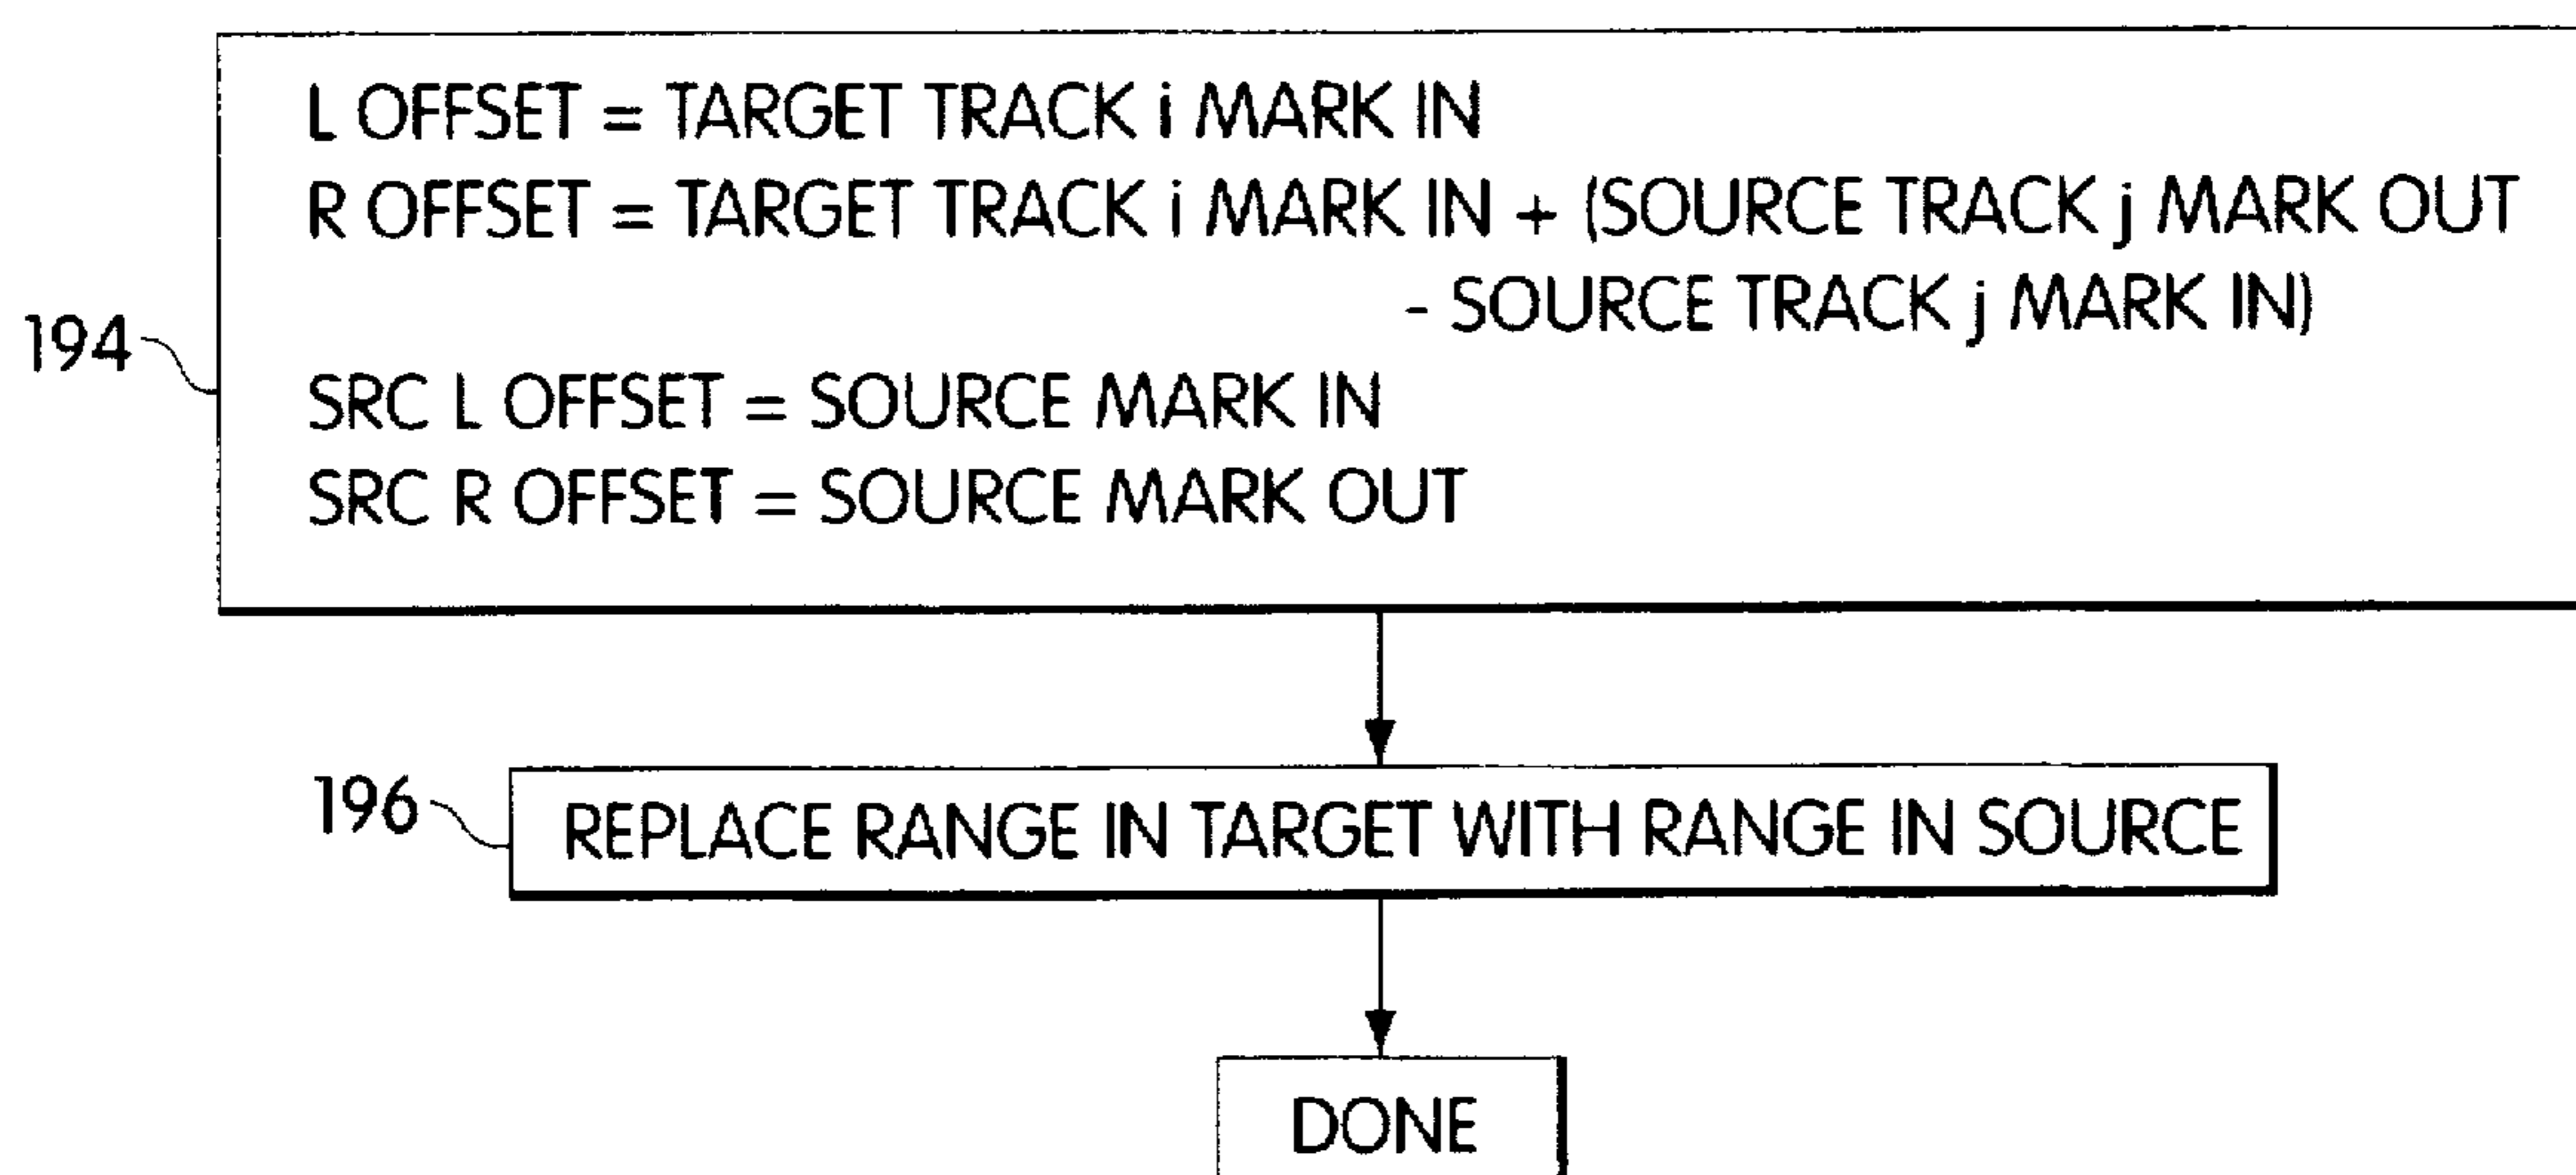 L OFFSET = TARGET TRACK i MARK IN
R OFFSET = TARGET TRACK i MARK IN + (SOURCE TRACK j MARK OUT
- SOURCE TRACK j MARK IN)
194
SRC L OFFSET = SOURCE MARK IN
SRC R OFFSET = SOURCE MARK OUT
196
REPLACE RANGE IN TARGET WITH RANGE IN SOURCE
DONE